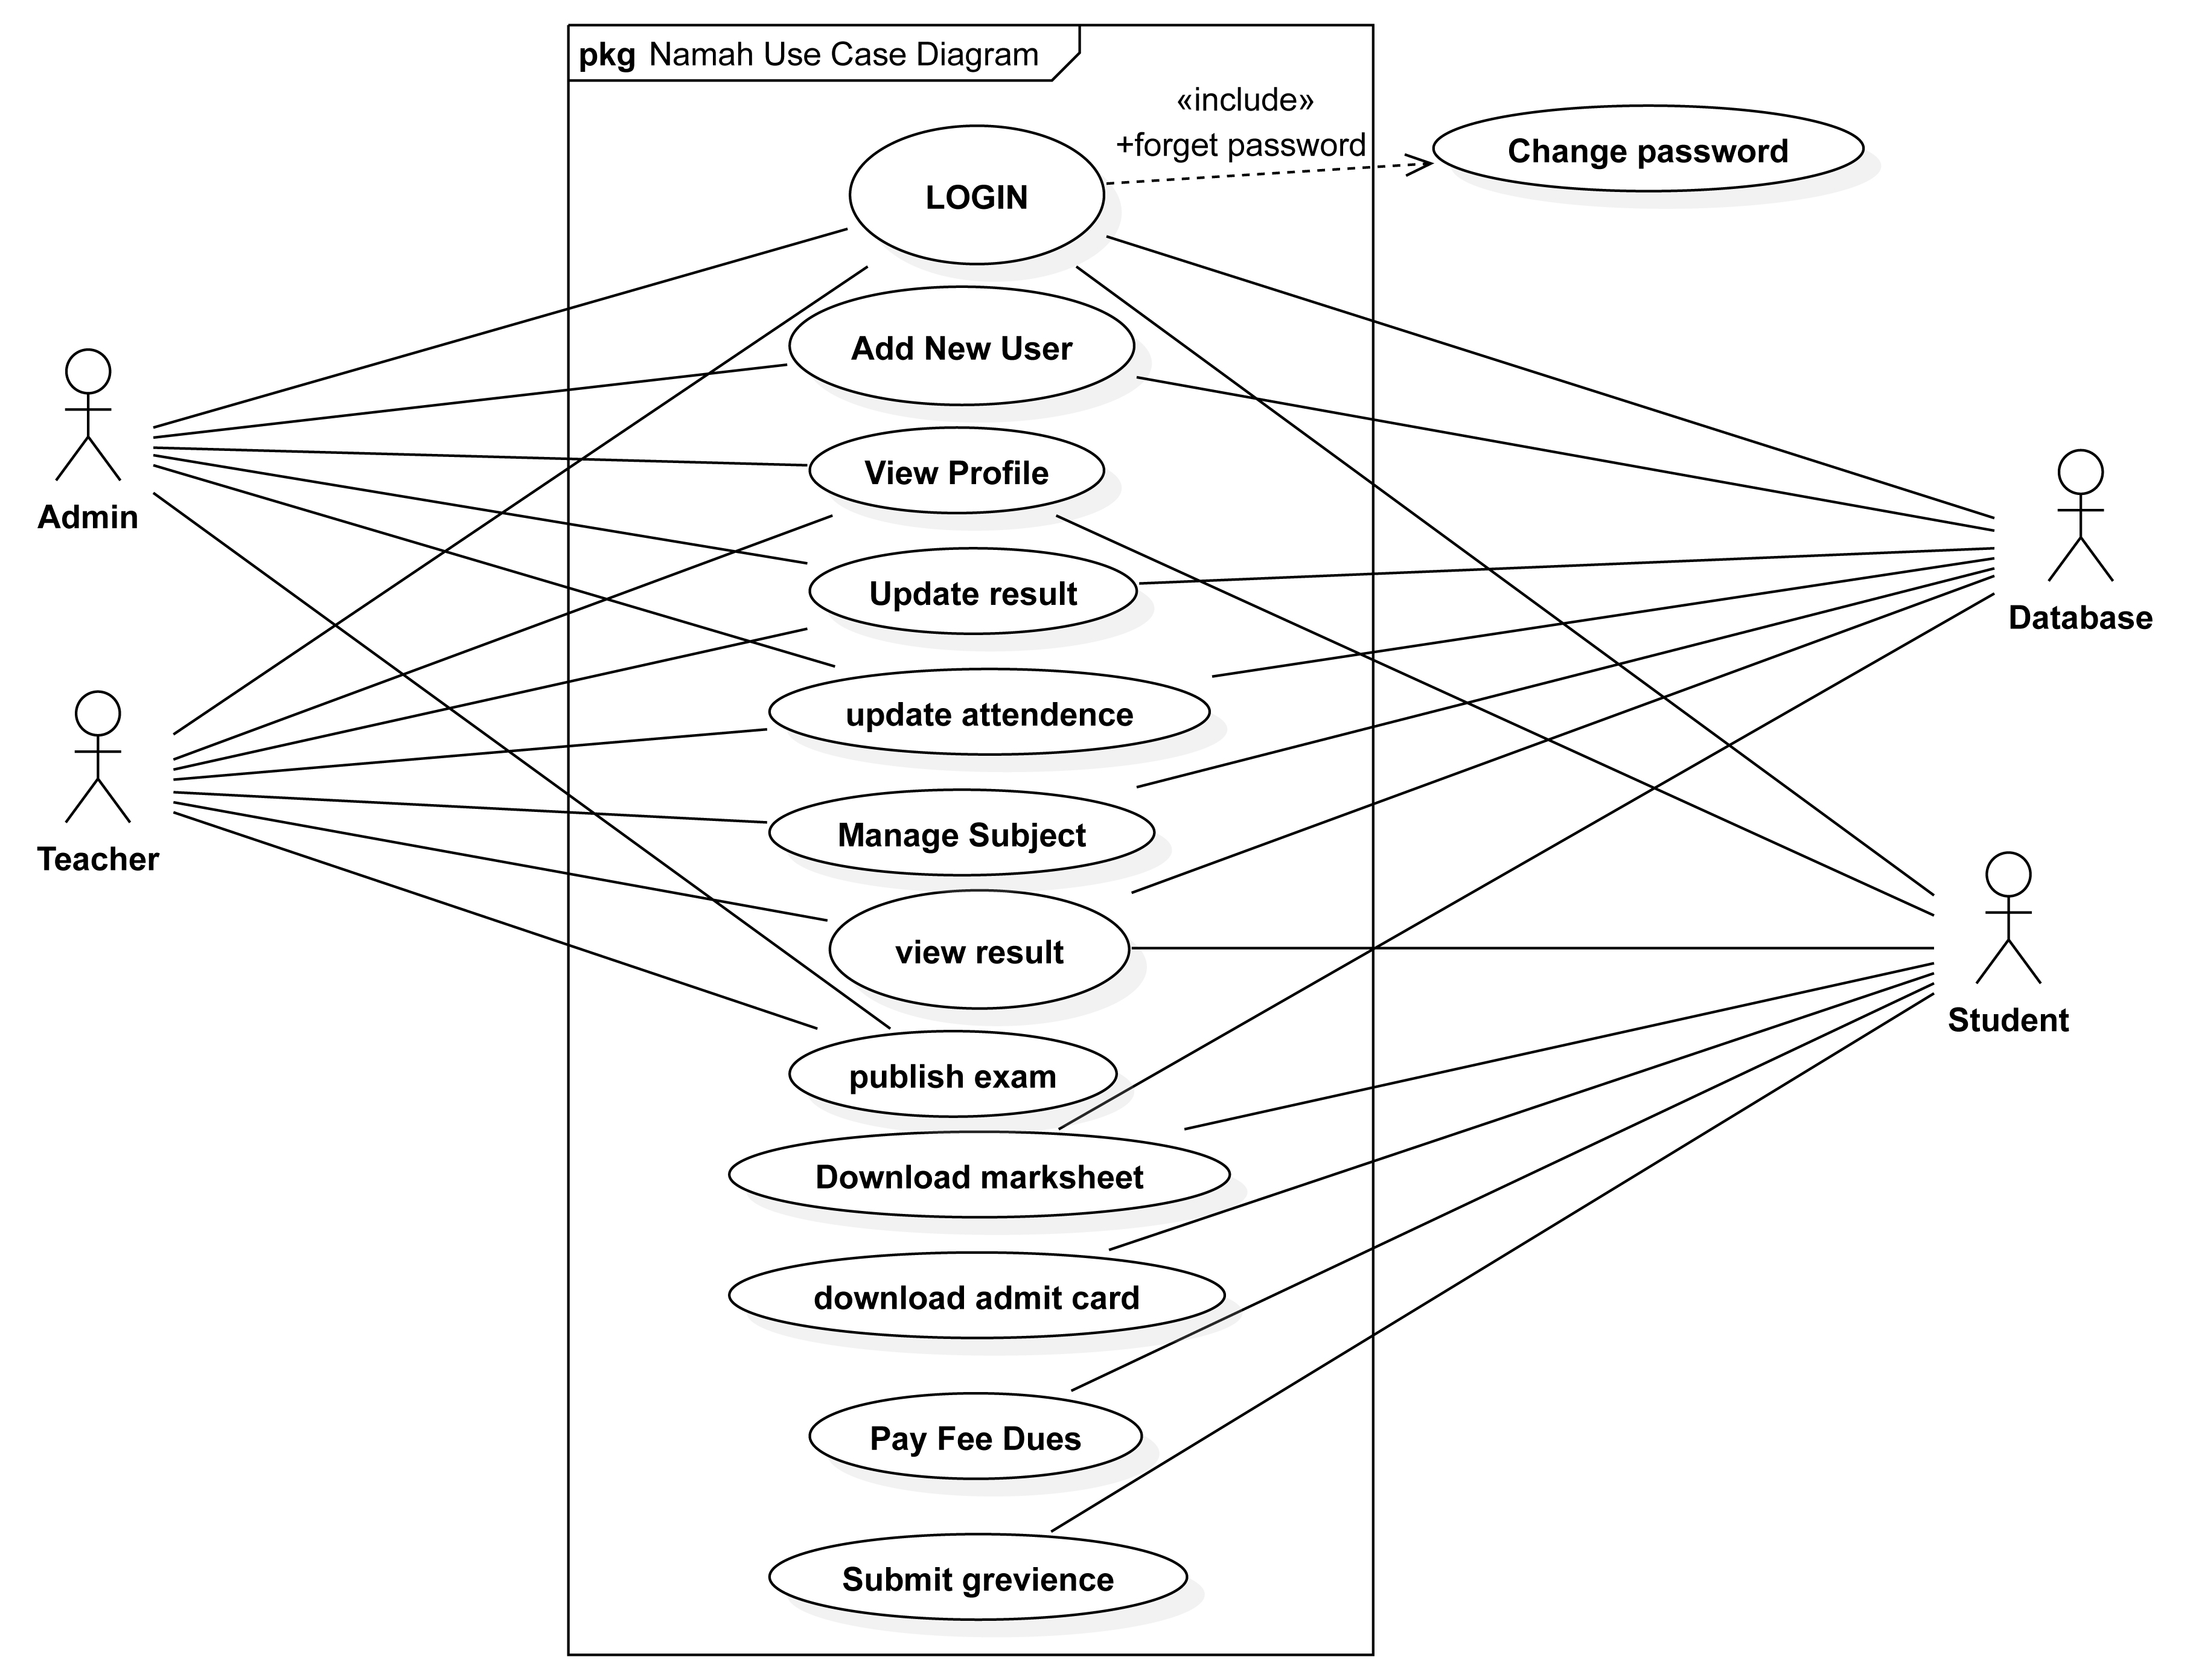 pkg Namah Use Case Diagram
«include»
+forget password
Change password
LOGIN
Add New User
View Profile
Admin
Update result
Database
update attendence
Manage Subject
Teacher
view result
Student
publish exam
Download marksheet
download admit card
Pay Fee Dues
Submit grevience